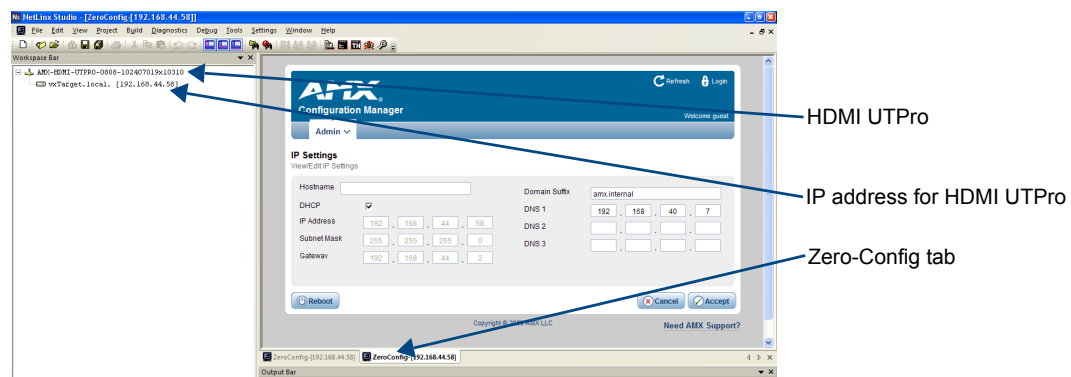 NetLinx Studio - [ZeroConfig-[192.168.44.58]]
File Edit View Project Build Diagnostics Debug Tools Settings Window Help
Workspace Bar
AMX-HDMI-UTPRO-0808-102407019x10310
vxTarget.local. [192.168.44.58]
AMX
Configuration Manager
Refresh Login
Welcome guest
Admin
IP Settings
View/Edit IP Settings
Hostname
DHCP
IP Address 192 . 168 . 44 . 58
Subnet Mask 255 . 255 . 255 . 0
Gateway 192 . 168 . 44 . 2
Domain Suffix amx.internal
DNS 1 192 . 168 . 40 . 7
DNS 2 . . .
DNS 3 . . .
Reboot
Cancel Accept
Copyright © AMX LLC
Need AMX Support?
ZeroConfig-[192.168.44.58] ZeroConfig-[192.168.44.58]
Output Bar
HDMI UTPro
IP address for HDMI UTPro
Zero-Config tab